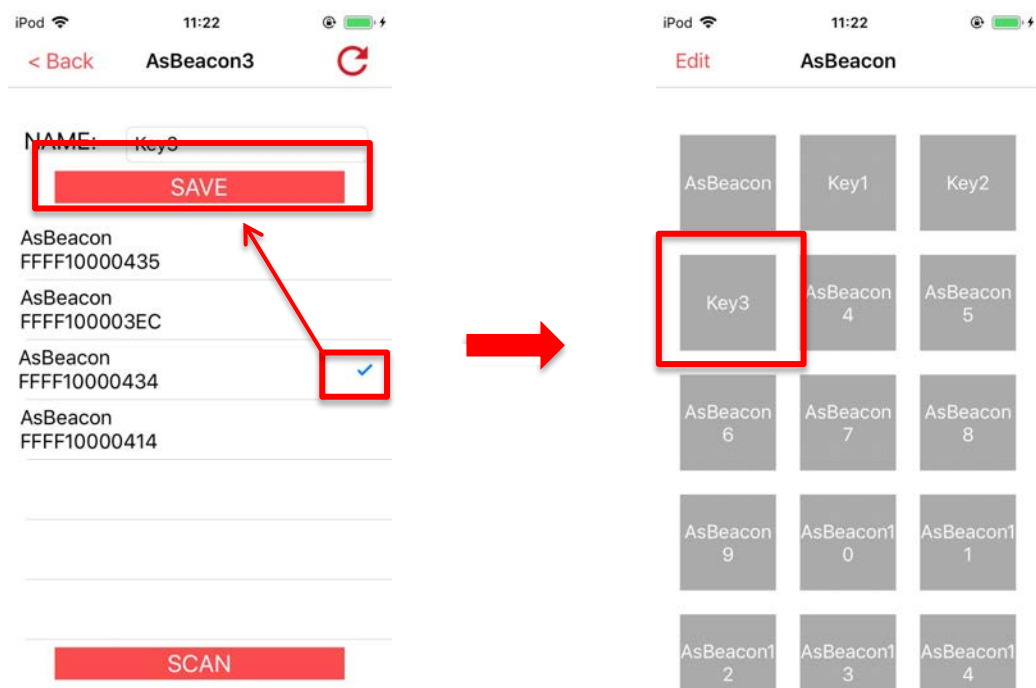 iPod 11:22
< Back AsBeacon3
NAME: Key3
SAVE
AsBeacon
FFFF10000435
AsBeacon
FFFF100003EC
AsBeacon
FFFF10000434
AsBeacon
FFFF10000414
SCAN
iPod 11:22
Edit AsBeacon
AsBeacon
Key1
Key2
Key3
AsBeacon
4
AsBeacon
5
AsBeacon
6
AsBeacon
7
AsBeacon
8
AsBeacon
9
AsBeacon1
0
AsBeacon1
1
AsBeacon1
2
AsBeacon1
3
AsBeacon1
4